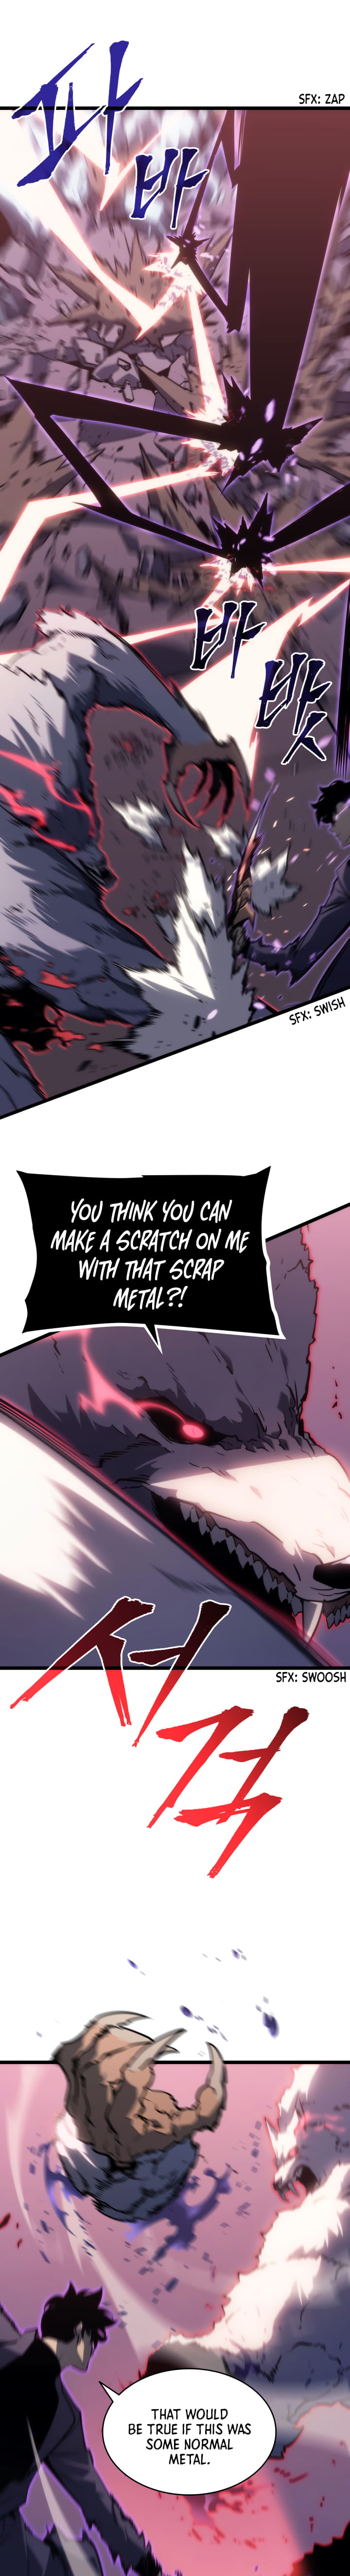 SFX: ZAP
파
바
바
밧
SFX: SWISH
YOU THINK YOU CAN
MAKE A SCRATCH ON ME
WITH THAT SCRAP
METAL?!
SFX: SWOOSH
서
걱
THAT WOULD
BE TRUE IF THIS WAS
SOME NORMAL
METAL.